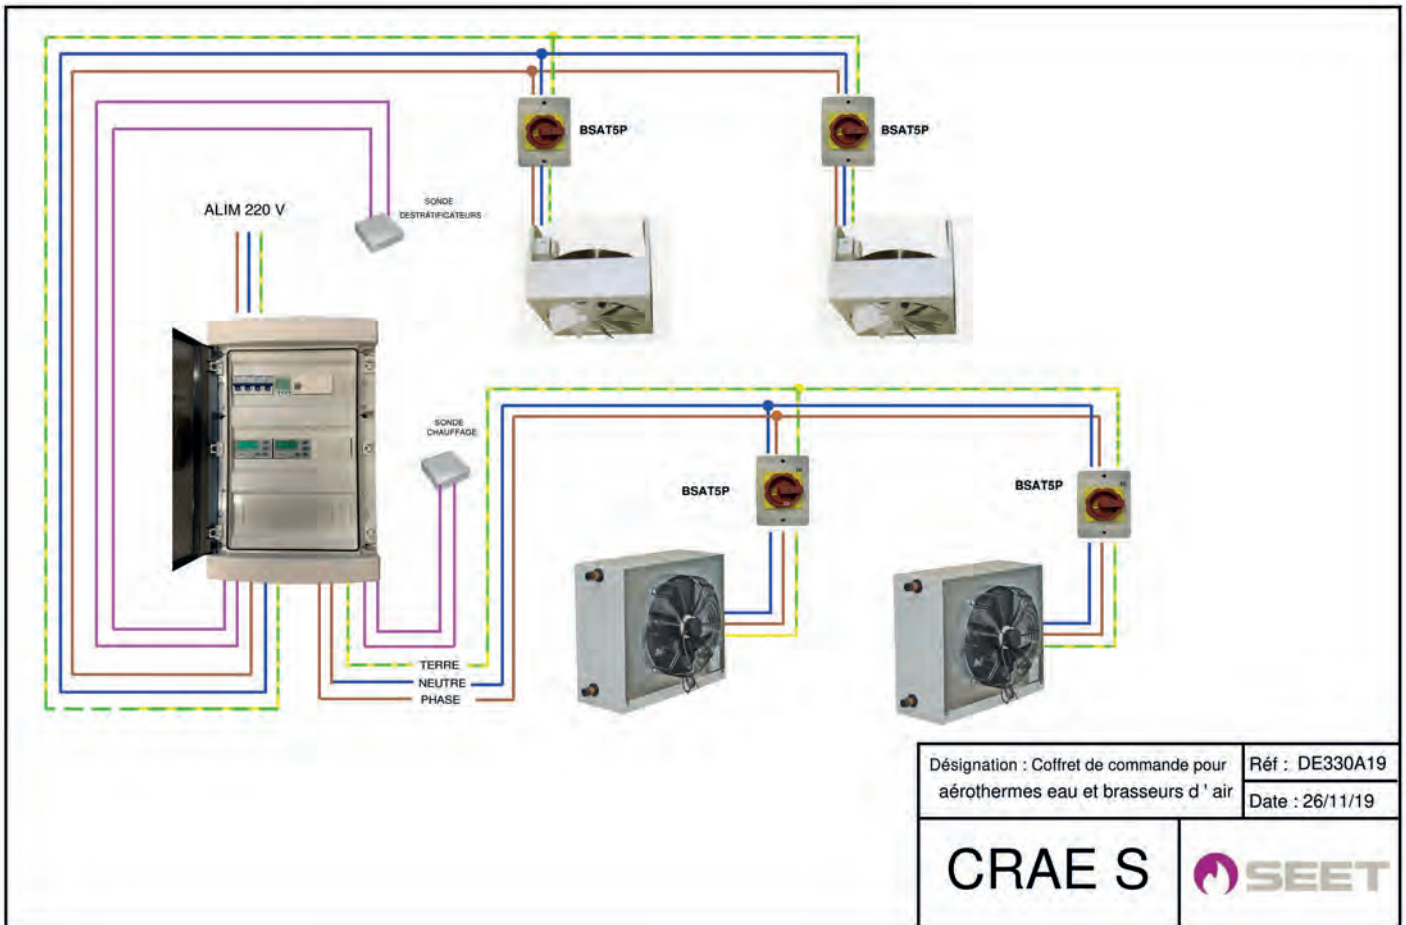 BSAT5P
BSAT5P
SONDE
DESTRATIFICATEURS
ALIM 220 V
SONDE
CHAUFFAGE
BSAT5P
BSAT5P
TERRE
NEUTRE
PHASE
Désignation : Coffret de commande pour
aérothermes eau et brasseurs d ' air
Réf : DE330A19
Date : 26/11/19
CRAE S
SEET